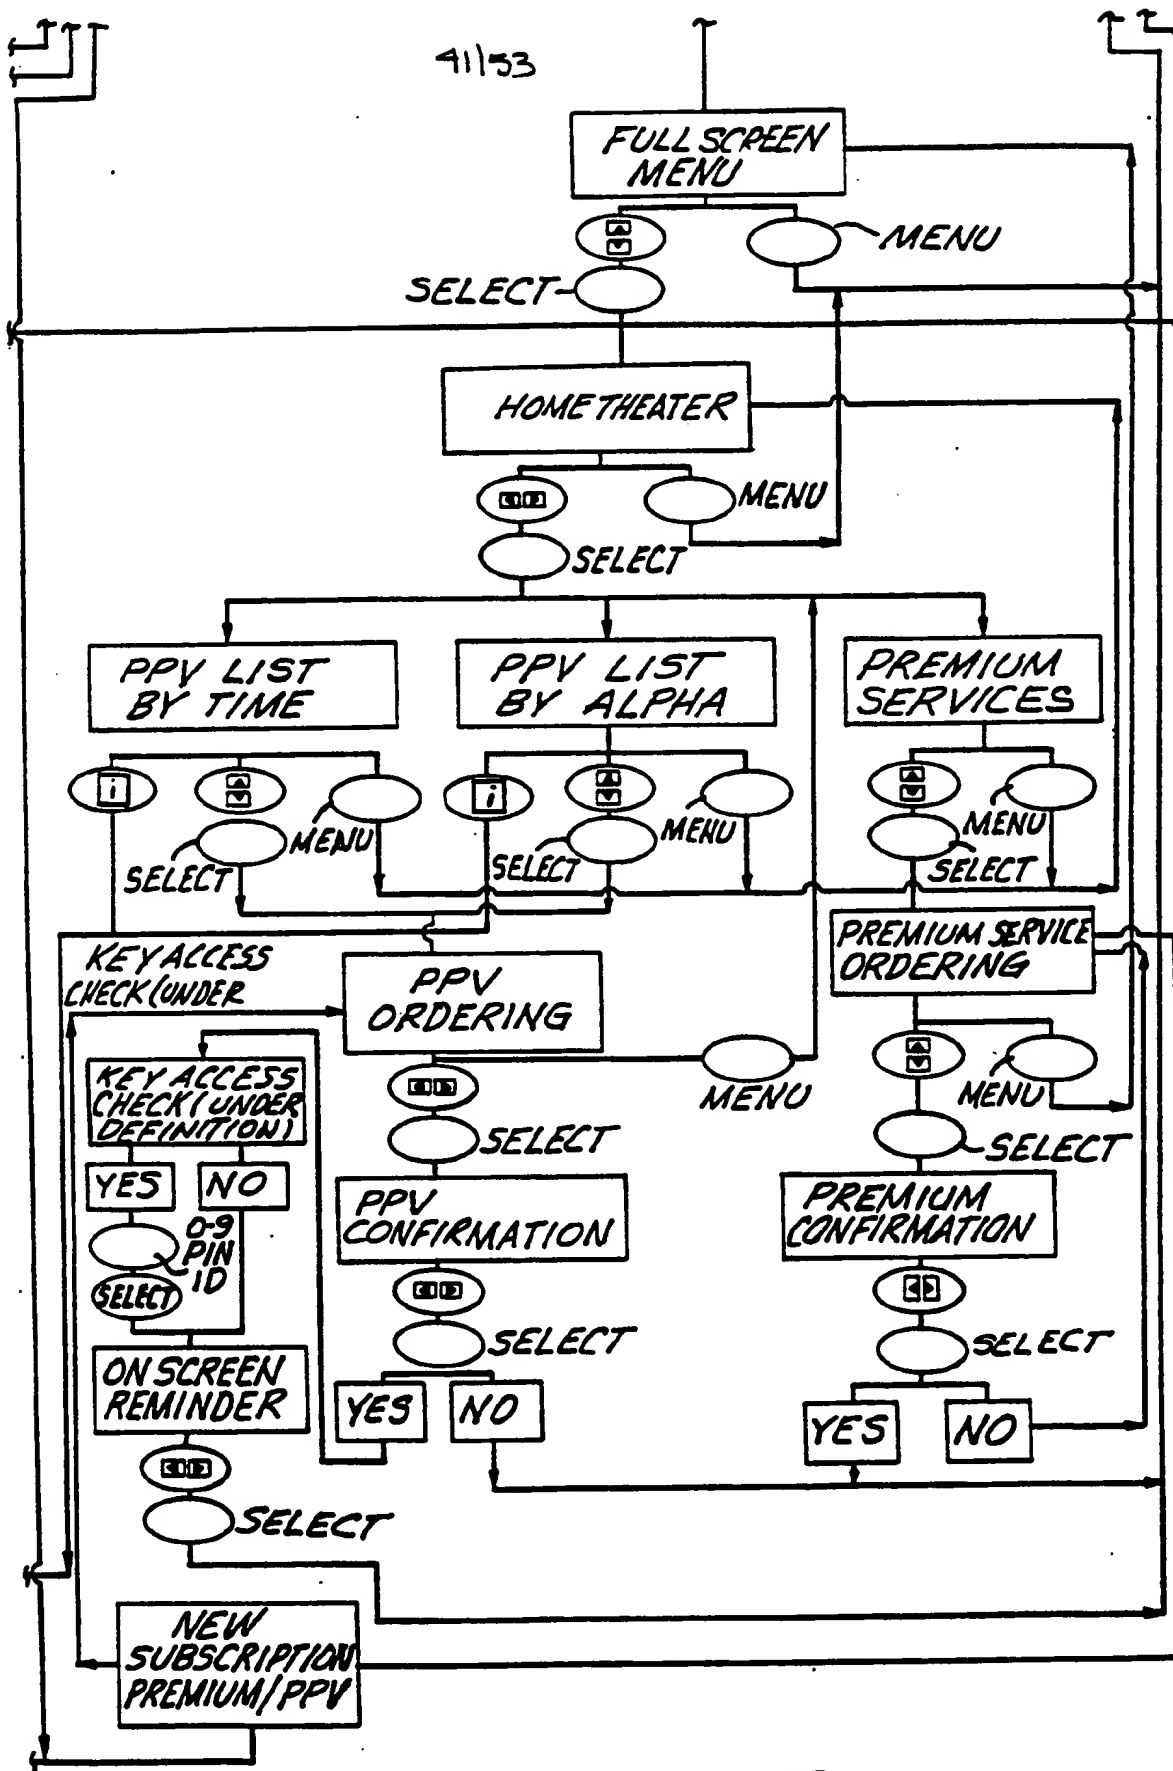 41/53
FULL SCREEN
MENU
MENU
SELECT
HOME THEATER
MENU
SELECT
PPV LIST
BY TIME
PPV LIST
BY ALPHA
PREMIUM
SERVICES
i
MENU
SELECT
i
MENU
SELECT
MENU
SELECT
KEY ACCESS
CHECK (UNDER
PPV
ORDERING
PREMIUM SERVICE
ORDERING
KEY ACCESS
CHECK ( UNDER
DEFINITION)
MENU
MENU
SELECT
SELECT
YES
NO
0-9
PIN
ID
SELECT
PPV
CONFIRMATION
PREMIUM
CONFIRMATION
SELECT
SELECT
ON SCREEN
REMINDER
YES
NO
YES
NO
SELECT
NEW
SUBSCRIPTION
PREMIUM/PPV